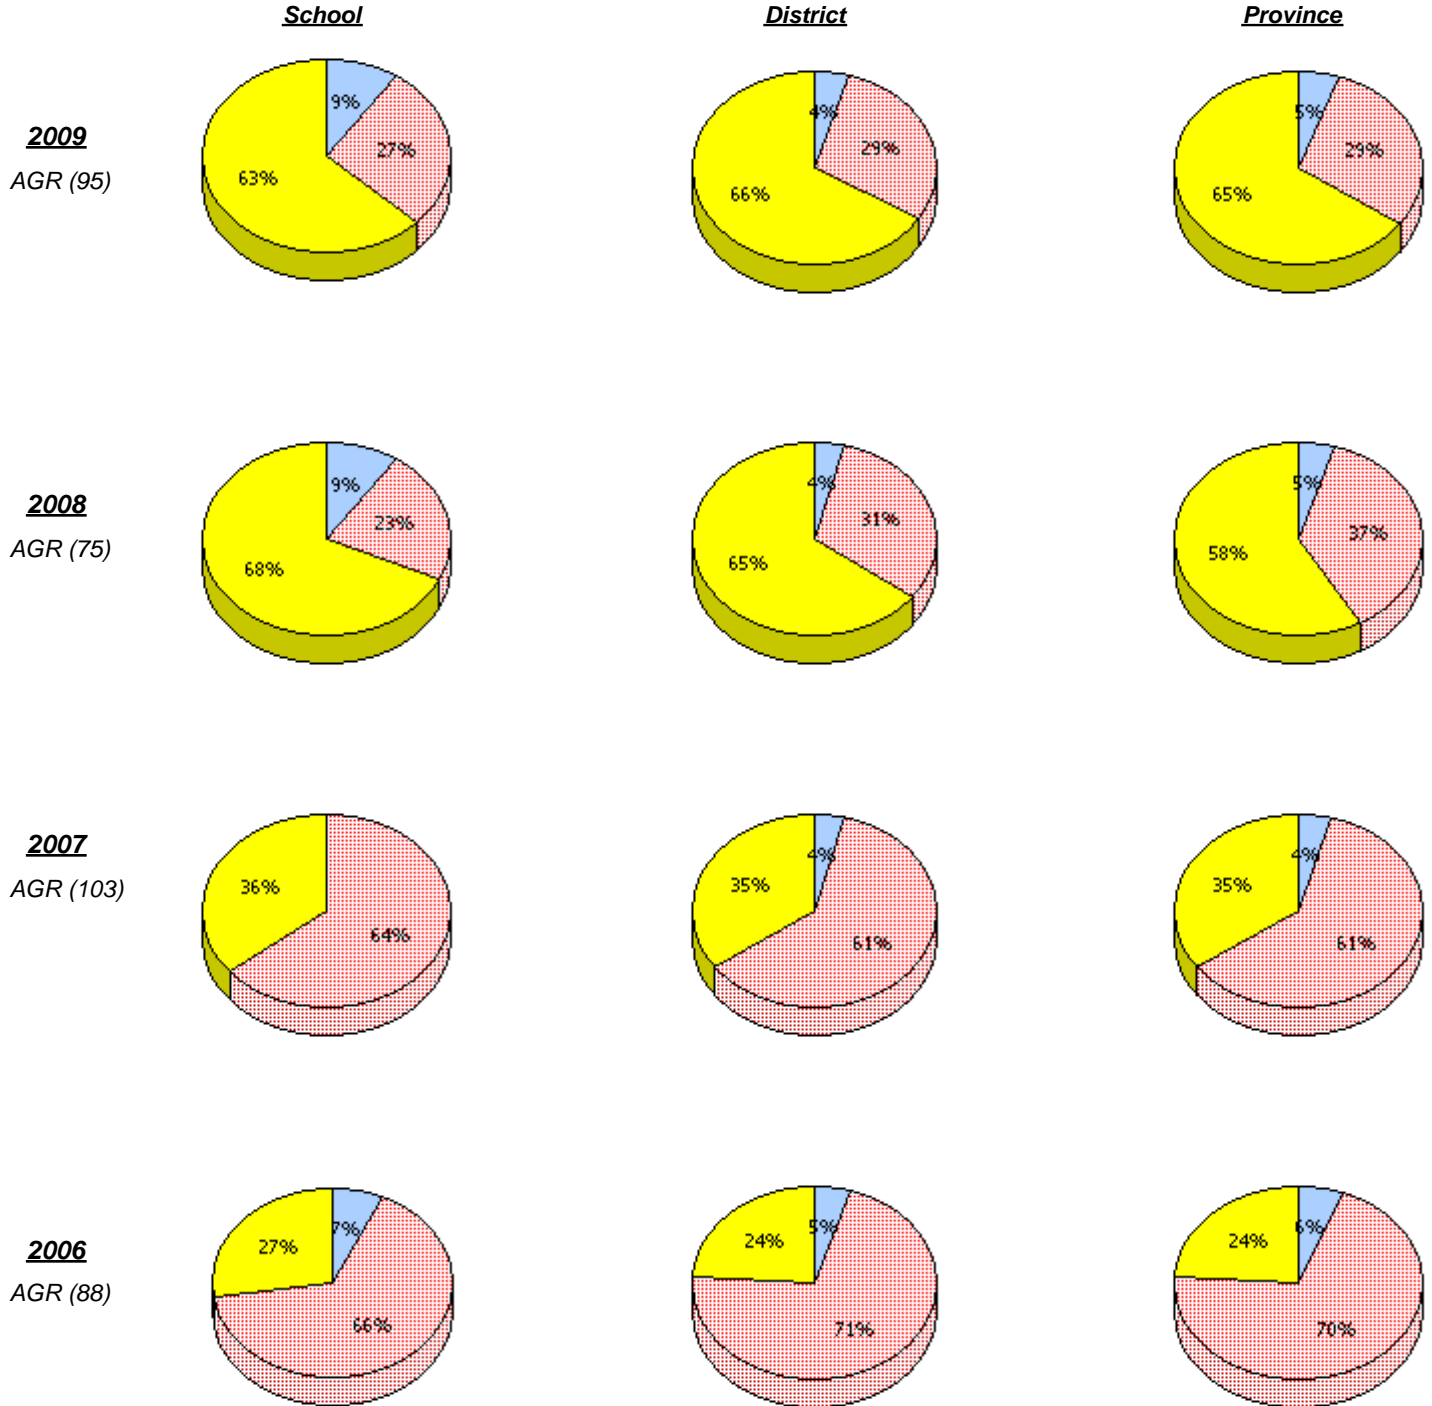 School District Province
9% 4% 5%
2009
27% 29% 29%
AGR (95)
63% 66% 65%
9% 4% 5%
2008
23% 31% 37%
AGR (75)
68% 65% 58%
2007
4% 4%
AGR (103)
36% 35% 35%
64% 61% 61%
7% 5% 6%
2006
27% 24% 24%
AGR (88)
66% 71% 70%